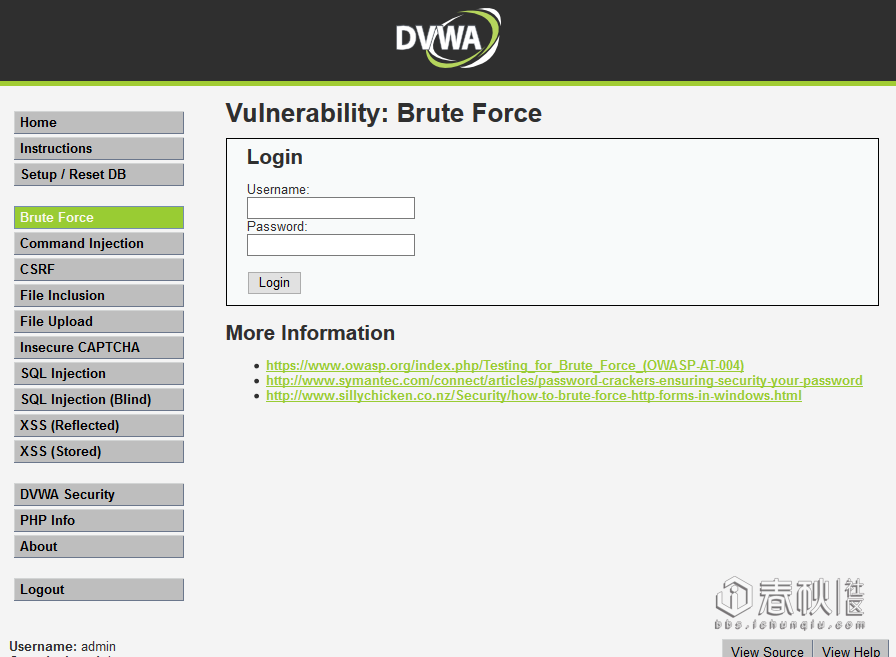 DVWA
Home
Instructions
Setup / Reset DB
Brute Force
Command Injection
CSRF
File Inclusion
File Upload
Insecure CAPTCHA
SQL Injection
SQL Injection (Blind)
XSS (Reflected)
XSS (Stored)
DVWA Security
PHP Info
About
Logout
Username: admin
Vulnerability: Brute Force
Login
Username:
Password:
Login
More Information
https://www.owasp.org/index.php/Testing_for_Brute_Force_(OWASP-AT-004)
http://www.symantec.com/connect/articles/password-crackers-ensuring-security-your-password
http://www.sillychicken.co.nz/Security/how-to-brute-force-http-forms-in-windows.html
春秋社区
bbs.ichunqiu.com
View Source
View Help